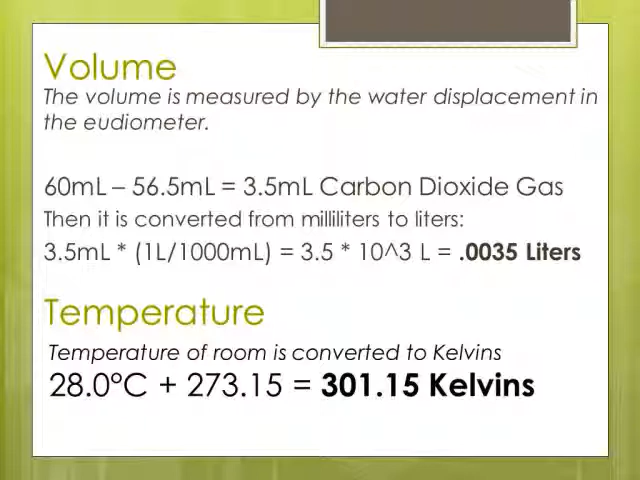 Volume
The volume is measured by the water displacement in
the eudiometer.
60mL – 56.5mL = 3.5mL Carbon Dioxide Gas
Then it is converted from milliliters to liters:
3.5mL * (1L/1000mL) = 3.5 * 10^3 L = .0035 Liters
Temperature
Temperature of room is converted to Kelvins
28.0°C + 273.15 = 301.15 Kelvins